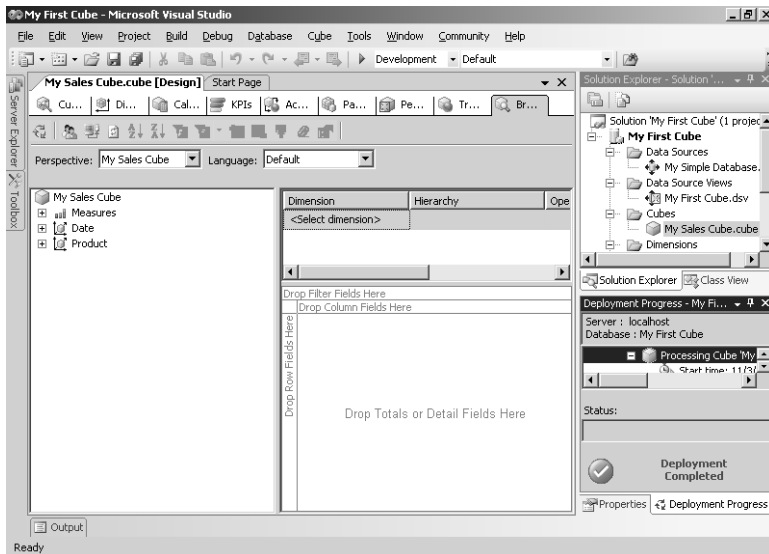 My First Cube - Microsoft Visual Studio
File Edit View Project Build Debug Database Cube Tools Window Community Help
Development Default
My Sales Cube.cube [Design] Start Page
Cu... Di... Cal... KPIs Ac... Pa... Pe... Tr... Br...
Perspective: My Sales Cube Language: Default
Server Explorer
Toolbox
My Sales Cube
Measures
Date
Product
Dimension Hierarchy Ope
<Select dimension>
Drop Filter Fields Here
Drop Column Fields Here
Drop Row Fields Here
Drop Totals or Detail Fields Here
Solution Explorer - Solution '...
Solution 'My First Cube' (1 projec
My First Cube
Data Sources
My Simple Database.
Data Source Views
My First Cube.dsv
Cubes
My Sales Cube.cube
Dimensions
Solution Explorer Class View
Deployment Progress - My Fi...
Server : localhost
Database : My First Cube
Processing Cube 'My
Start time: 11/3/
Status:
Deployment
Completed
Properties Deployment Progress
Output
Ready